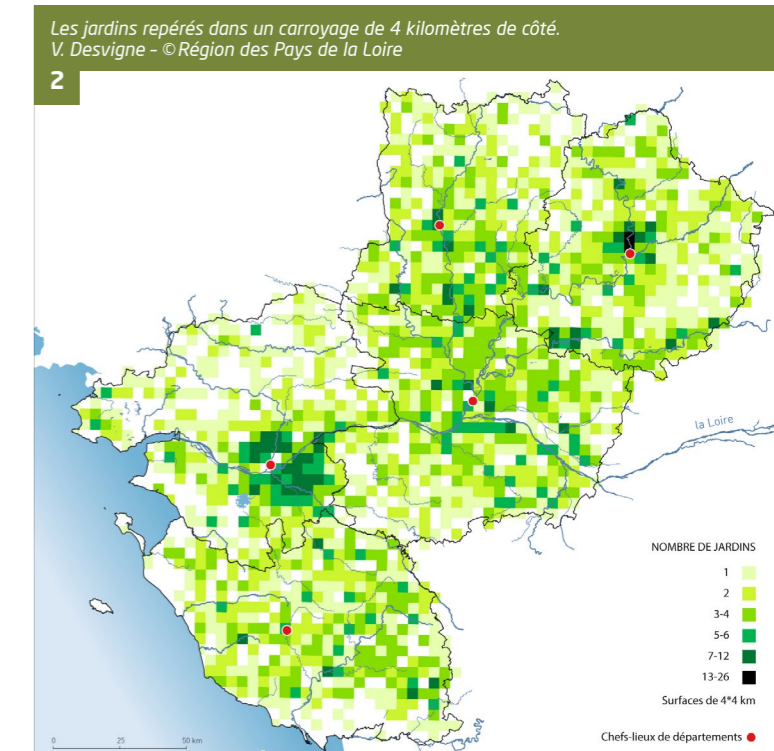 Les jardins repérés dans un carroyage de 4 kilomètres de côté.
V. Desvigne - © Région des Pays de la Loire
2
la Loire
NOMBRE DE JARDINS
1
2
3-4
5-6
7-12
13-26
Surfaces de 4*4 km
Chefs-lieux de départements
0 25 50 km